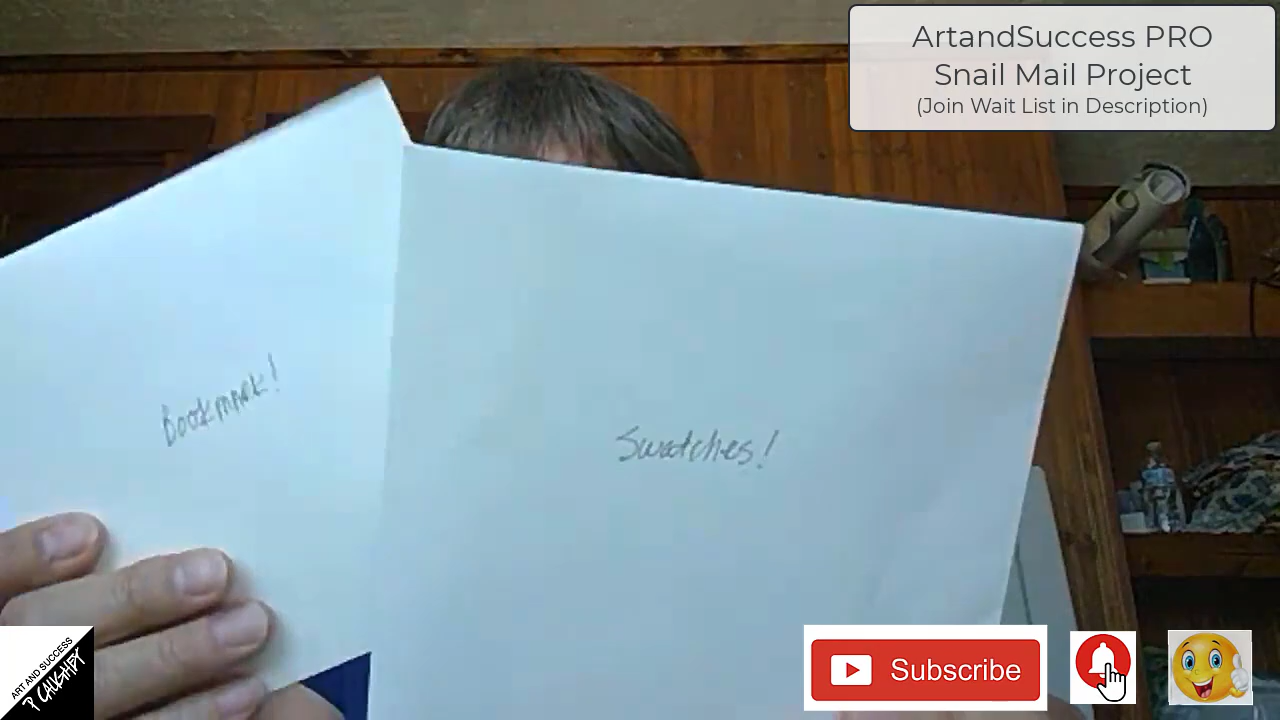 ArtandSuccess PRO
Snail Mail Project
(Join Wait List in Description)
Bookmark!
Swatches!
Subscribe
ART AND SUCCESS